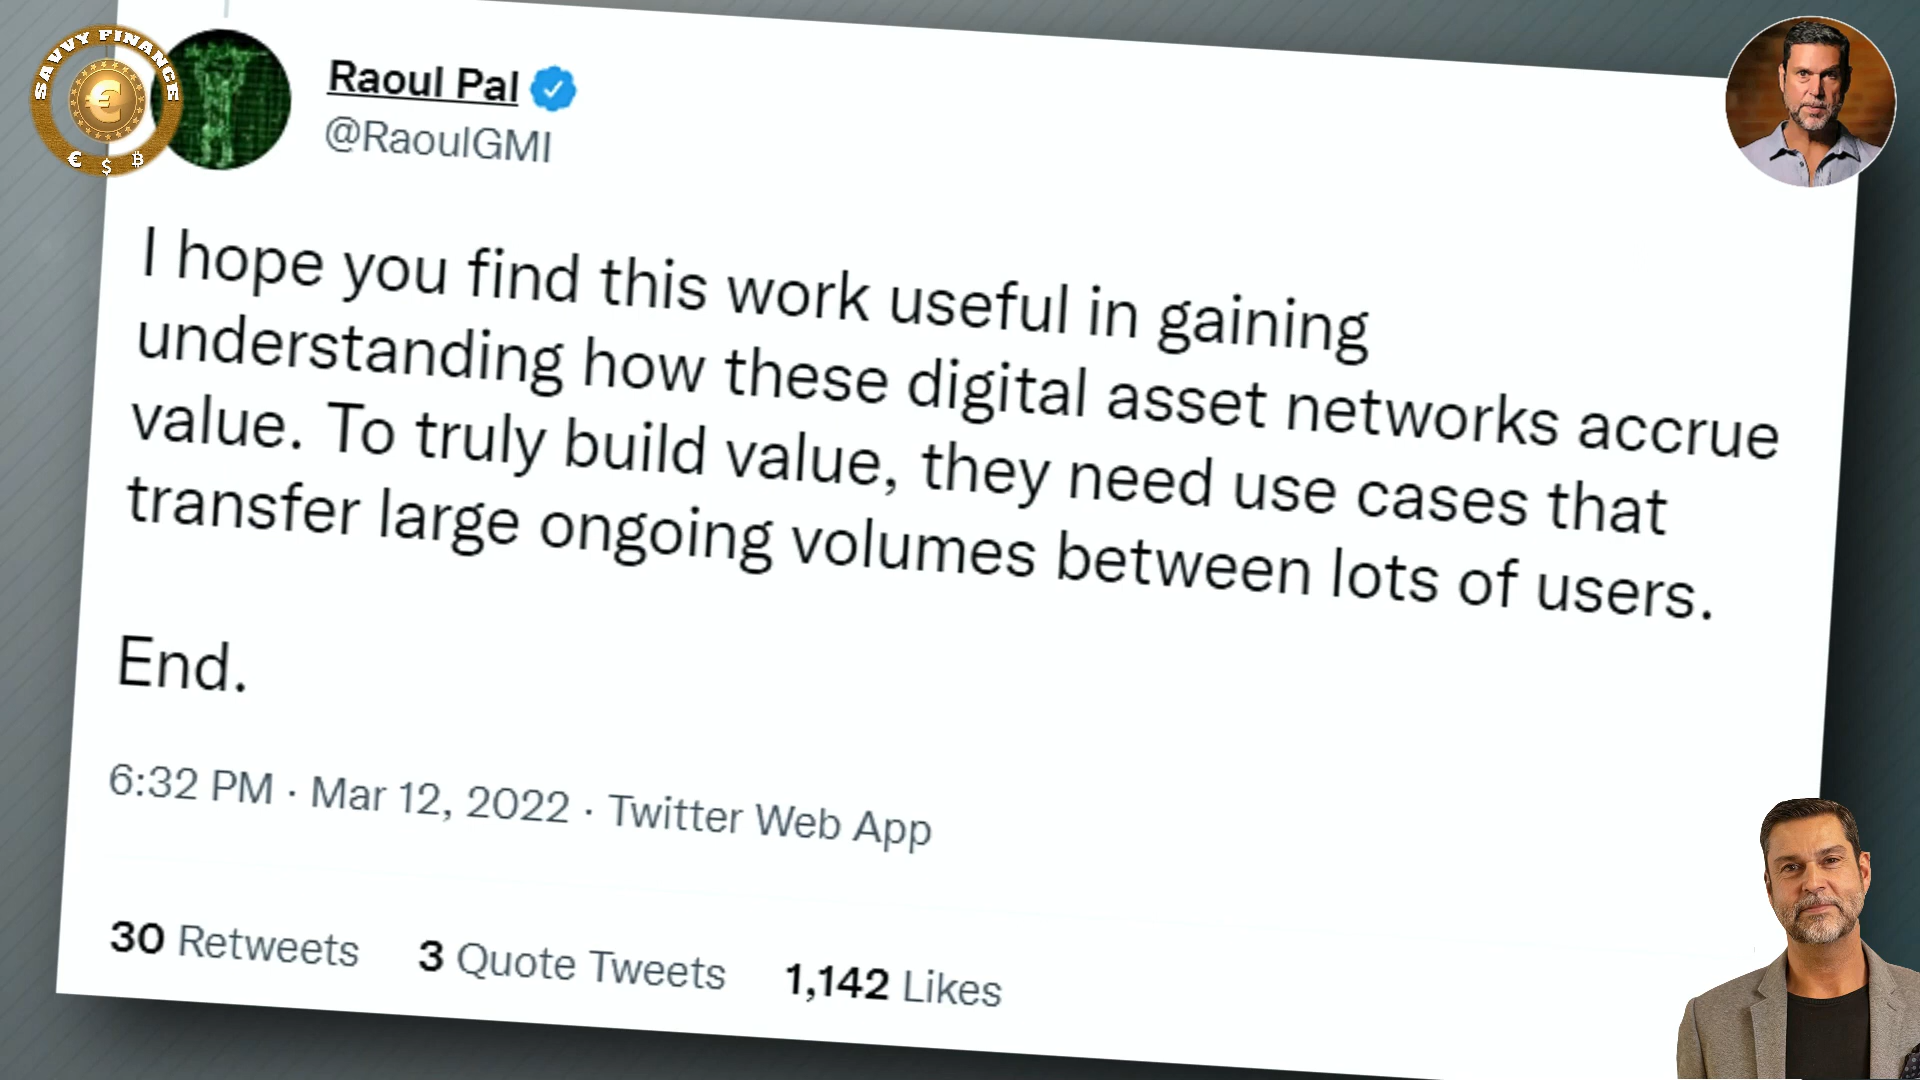 SAVVY FINANCE
€ $ ₿
Raoul Pal
@RaoulGMI
I hope you find this work useful in gaining
understanding how these digital asset networks accrue
value. To truly build value, they need use cases that
transfer large ongoing volumes between lots of users.
End.
6:32 PM · Mar 12, 2022 · Twitter Web App
30 Retweets 3 Quote Tweets 1,142 Likes